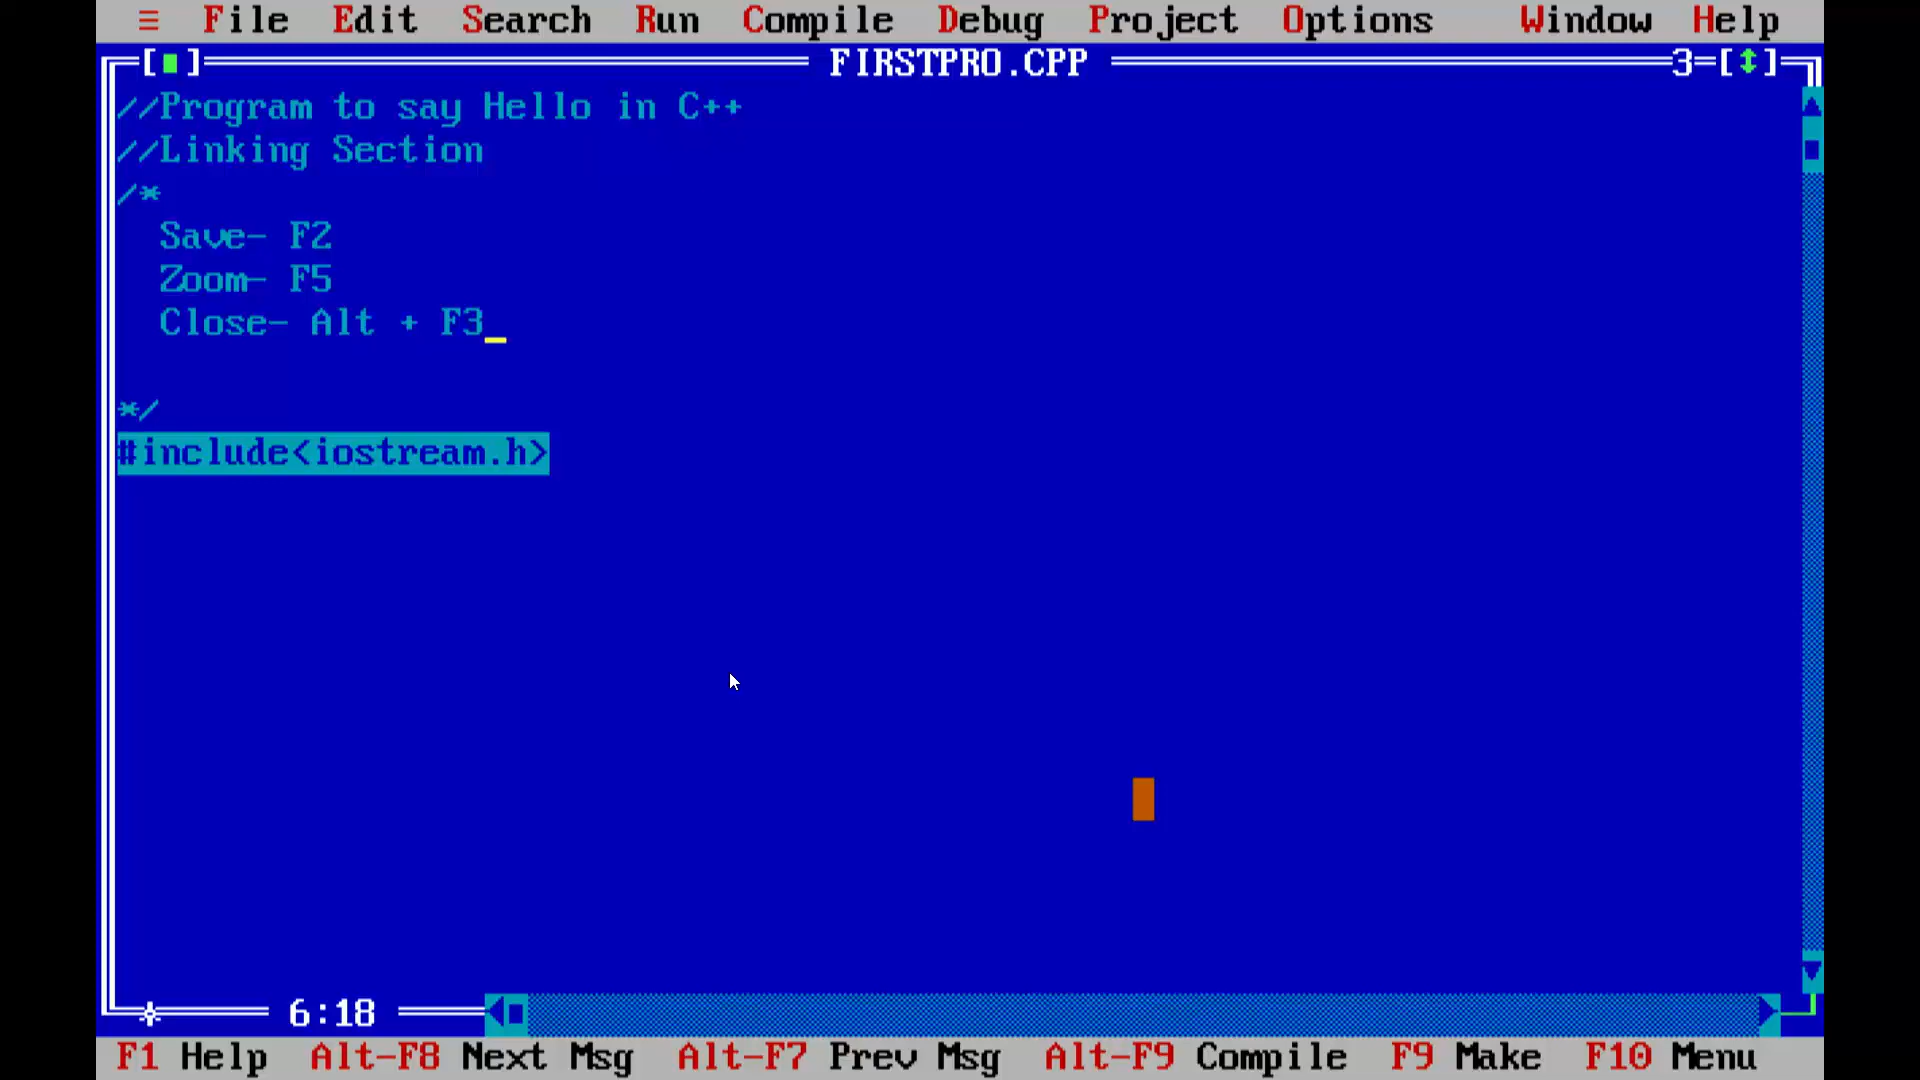 ≡ File Edit Search Run Compile Debug Project Options Window Help
[■] FIRSTPRO.CPP 3=[↕]
//Program to say Hello in C++
//Linking Section
/*
Save- F2
Zoom- F5
Close- Alt + F3_
*/
#include<iostream.h>
6:18
F1 Help Alt-F8 Next Msg Alt-F7 Prev Msg Alt-F9 Compile F9 Make F10 Menu